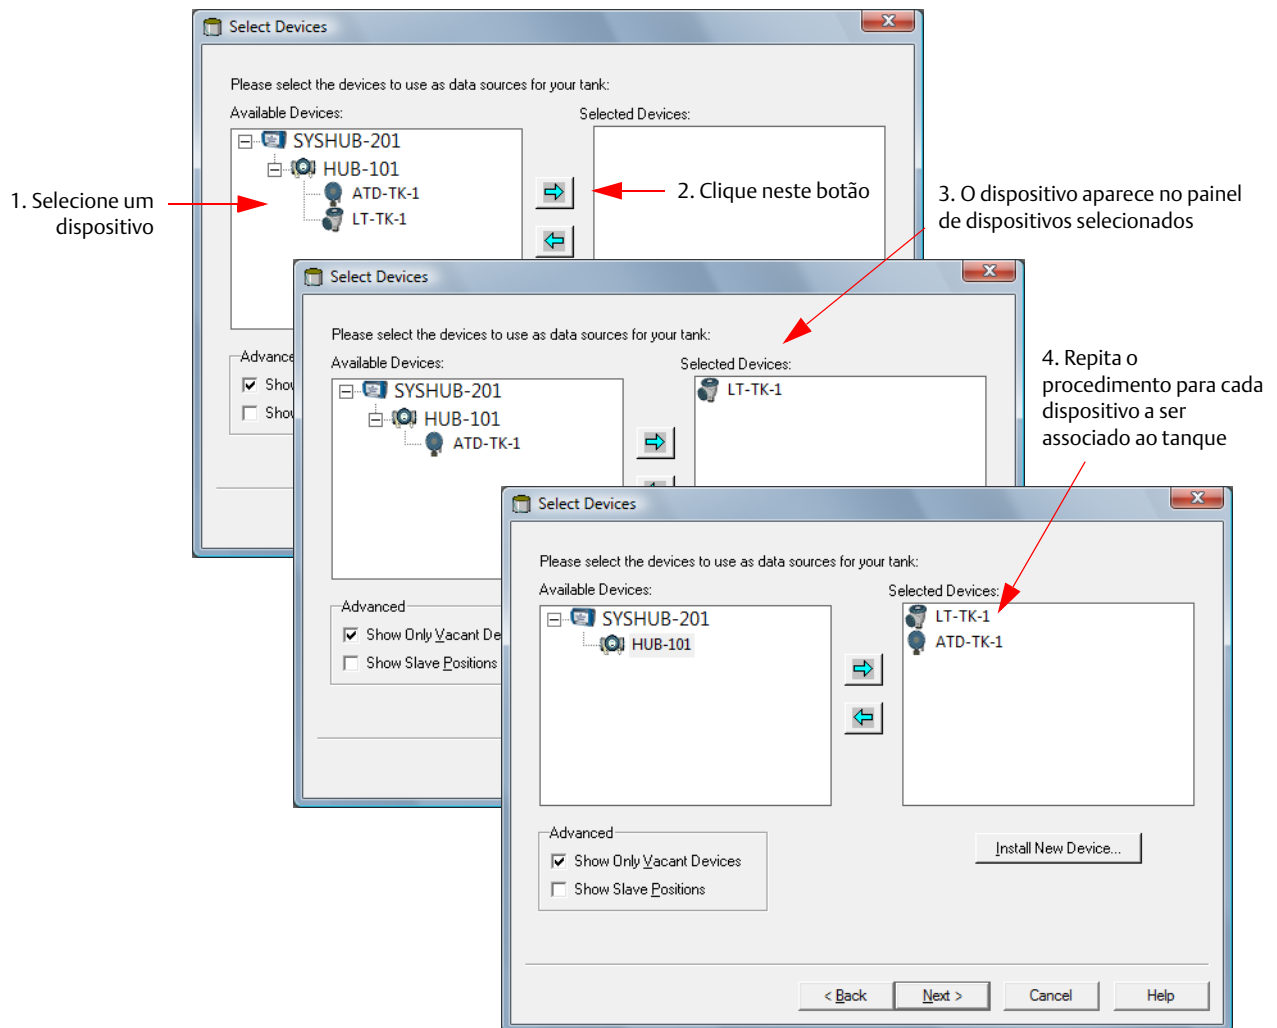 Select Devices
Please select the devices to use as data sources for your tank:
Available Devices:
Selected Devices:
SYSHUB-201
HUB-101
ATD-TK-1
LT-TK-1
1. Selecione um
dispositivo
2. Clique neste botão
3. O dispositivo aparece no painel
de dispositivos selecionados
Select Devices
Please select the devices to use as data sources for your tank:
Available Devices:
Selected Devices:
SYSHUB-201
HUB-101
ATD-TK-1
LT-TK-1
4. Repita o
procedimento para cada
dispositivo a ser
associado ao tanque
Advanced
Show Only Vacant De
Show Slave Positions
Select Devices
Please select the devices to use as data sources for your tank:
Available Devices:
Selected Devices:
SYSHUB-201
HUB-101
LT-TK-1
ATD-TK-1
Advanced
Show Only Vacant Devices
Show Slave Positions
Install New Device...
< Back
Next >
Cancel
Help